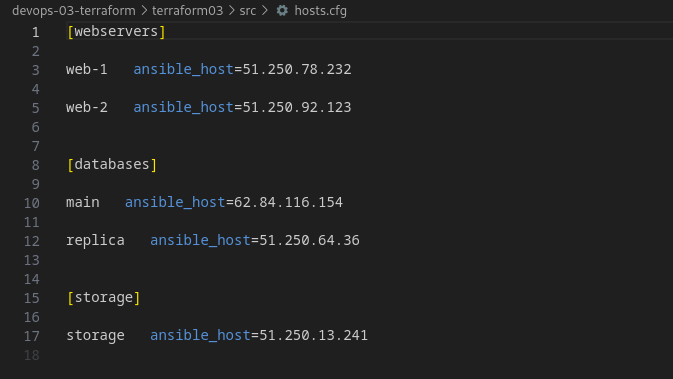 devops-03-terraform > terraform03 > src > hosts.cfg
1 [webservers]
2
3 web-1   ansible_host=51.250.78.232
4
5 web-2   ansible_host=51.250.92.123
6
7
8 [databases]
9
10 main   ansible_host=62.84.116.154
11
12 replica   ansible_host=51.250.64.36
13
14
15 [storage]
16
17 storage   ansible_host=51.250.13.241
18